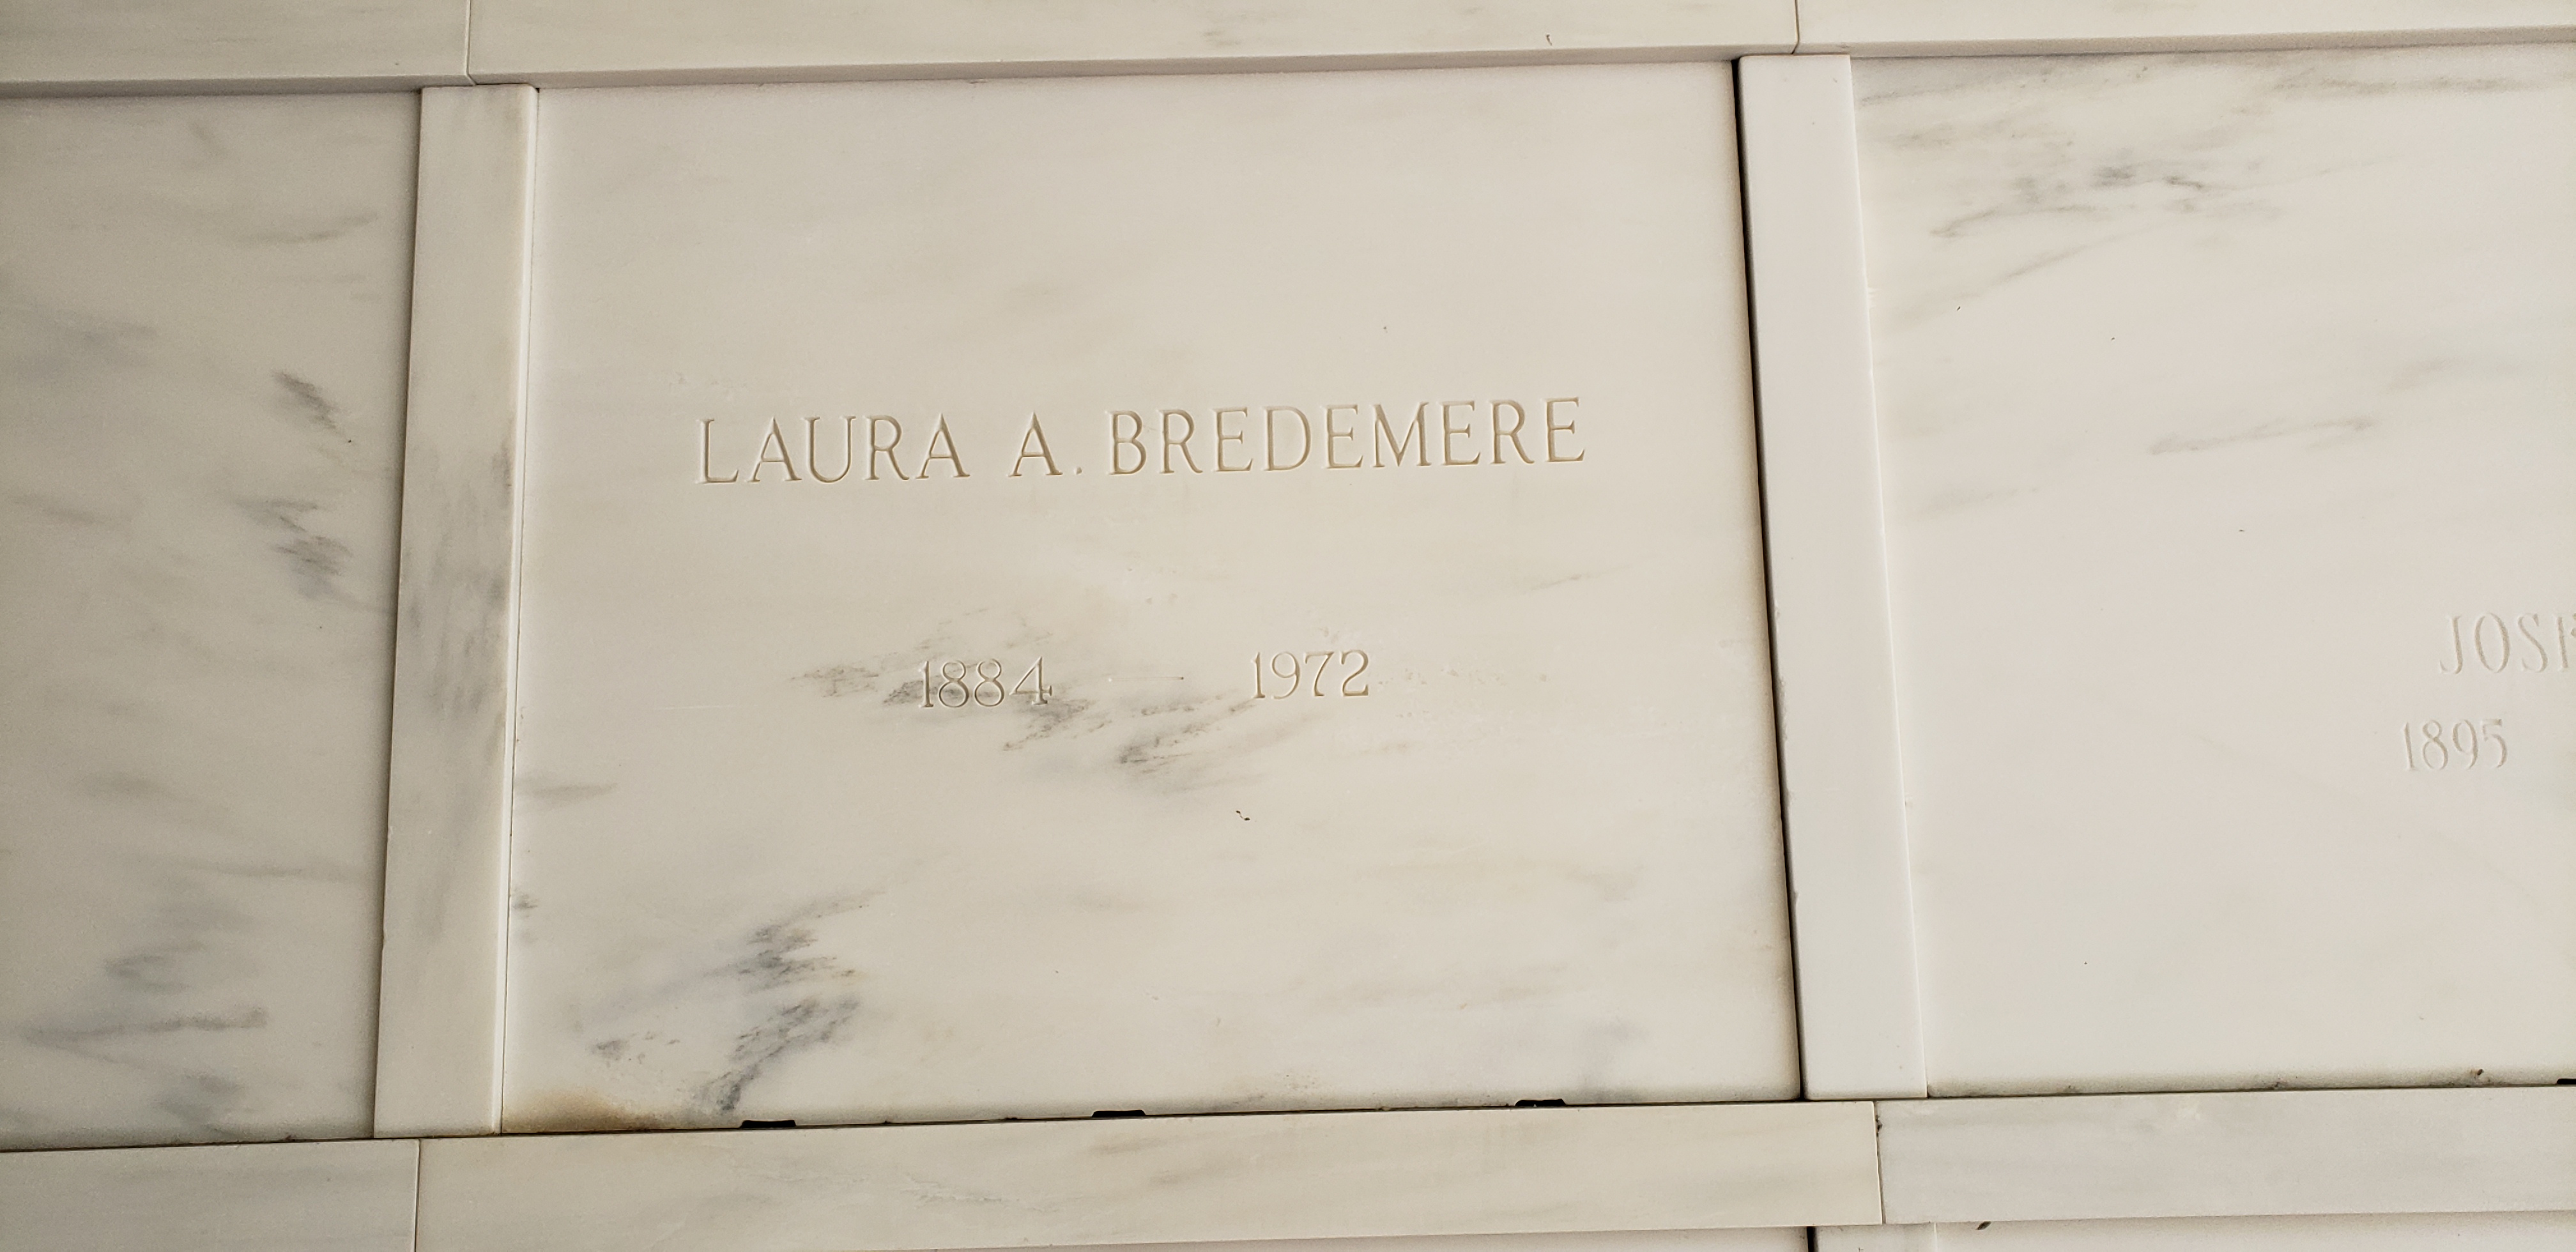 LAURA A. BREDEMERE
1884 — 1972
1895